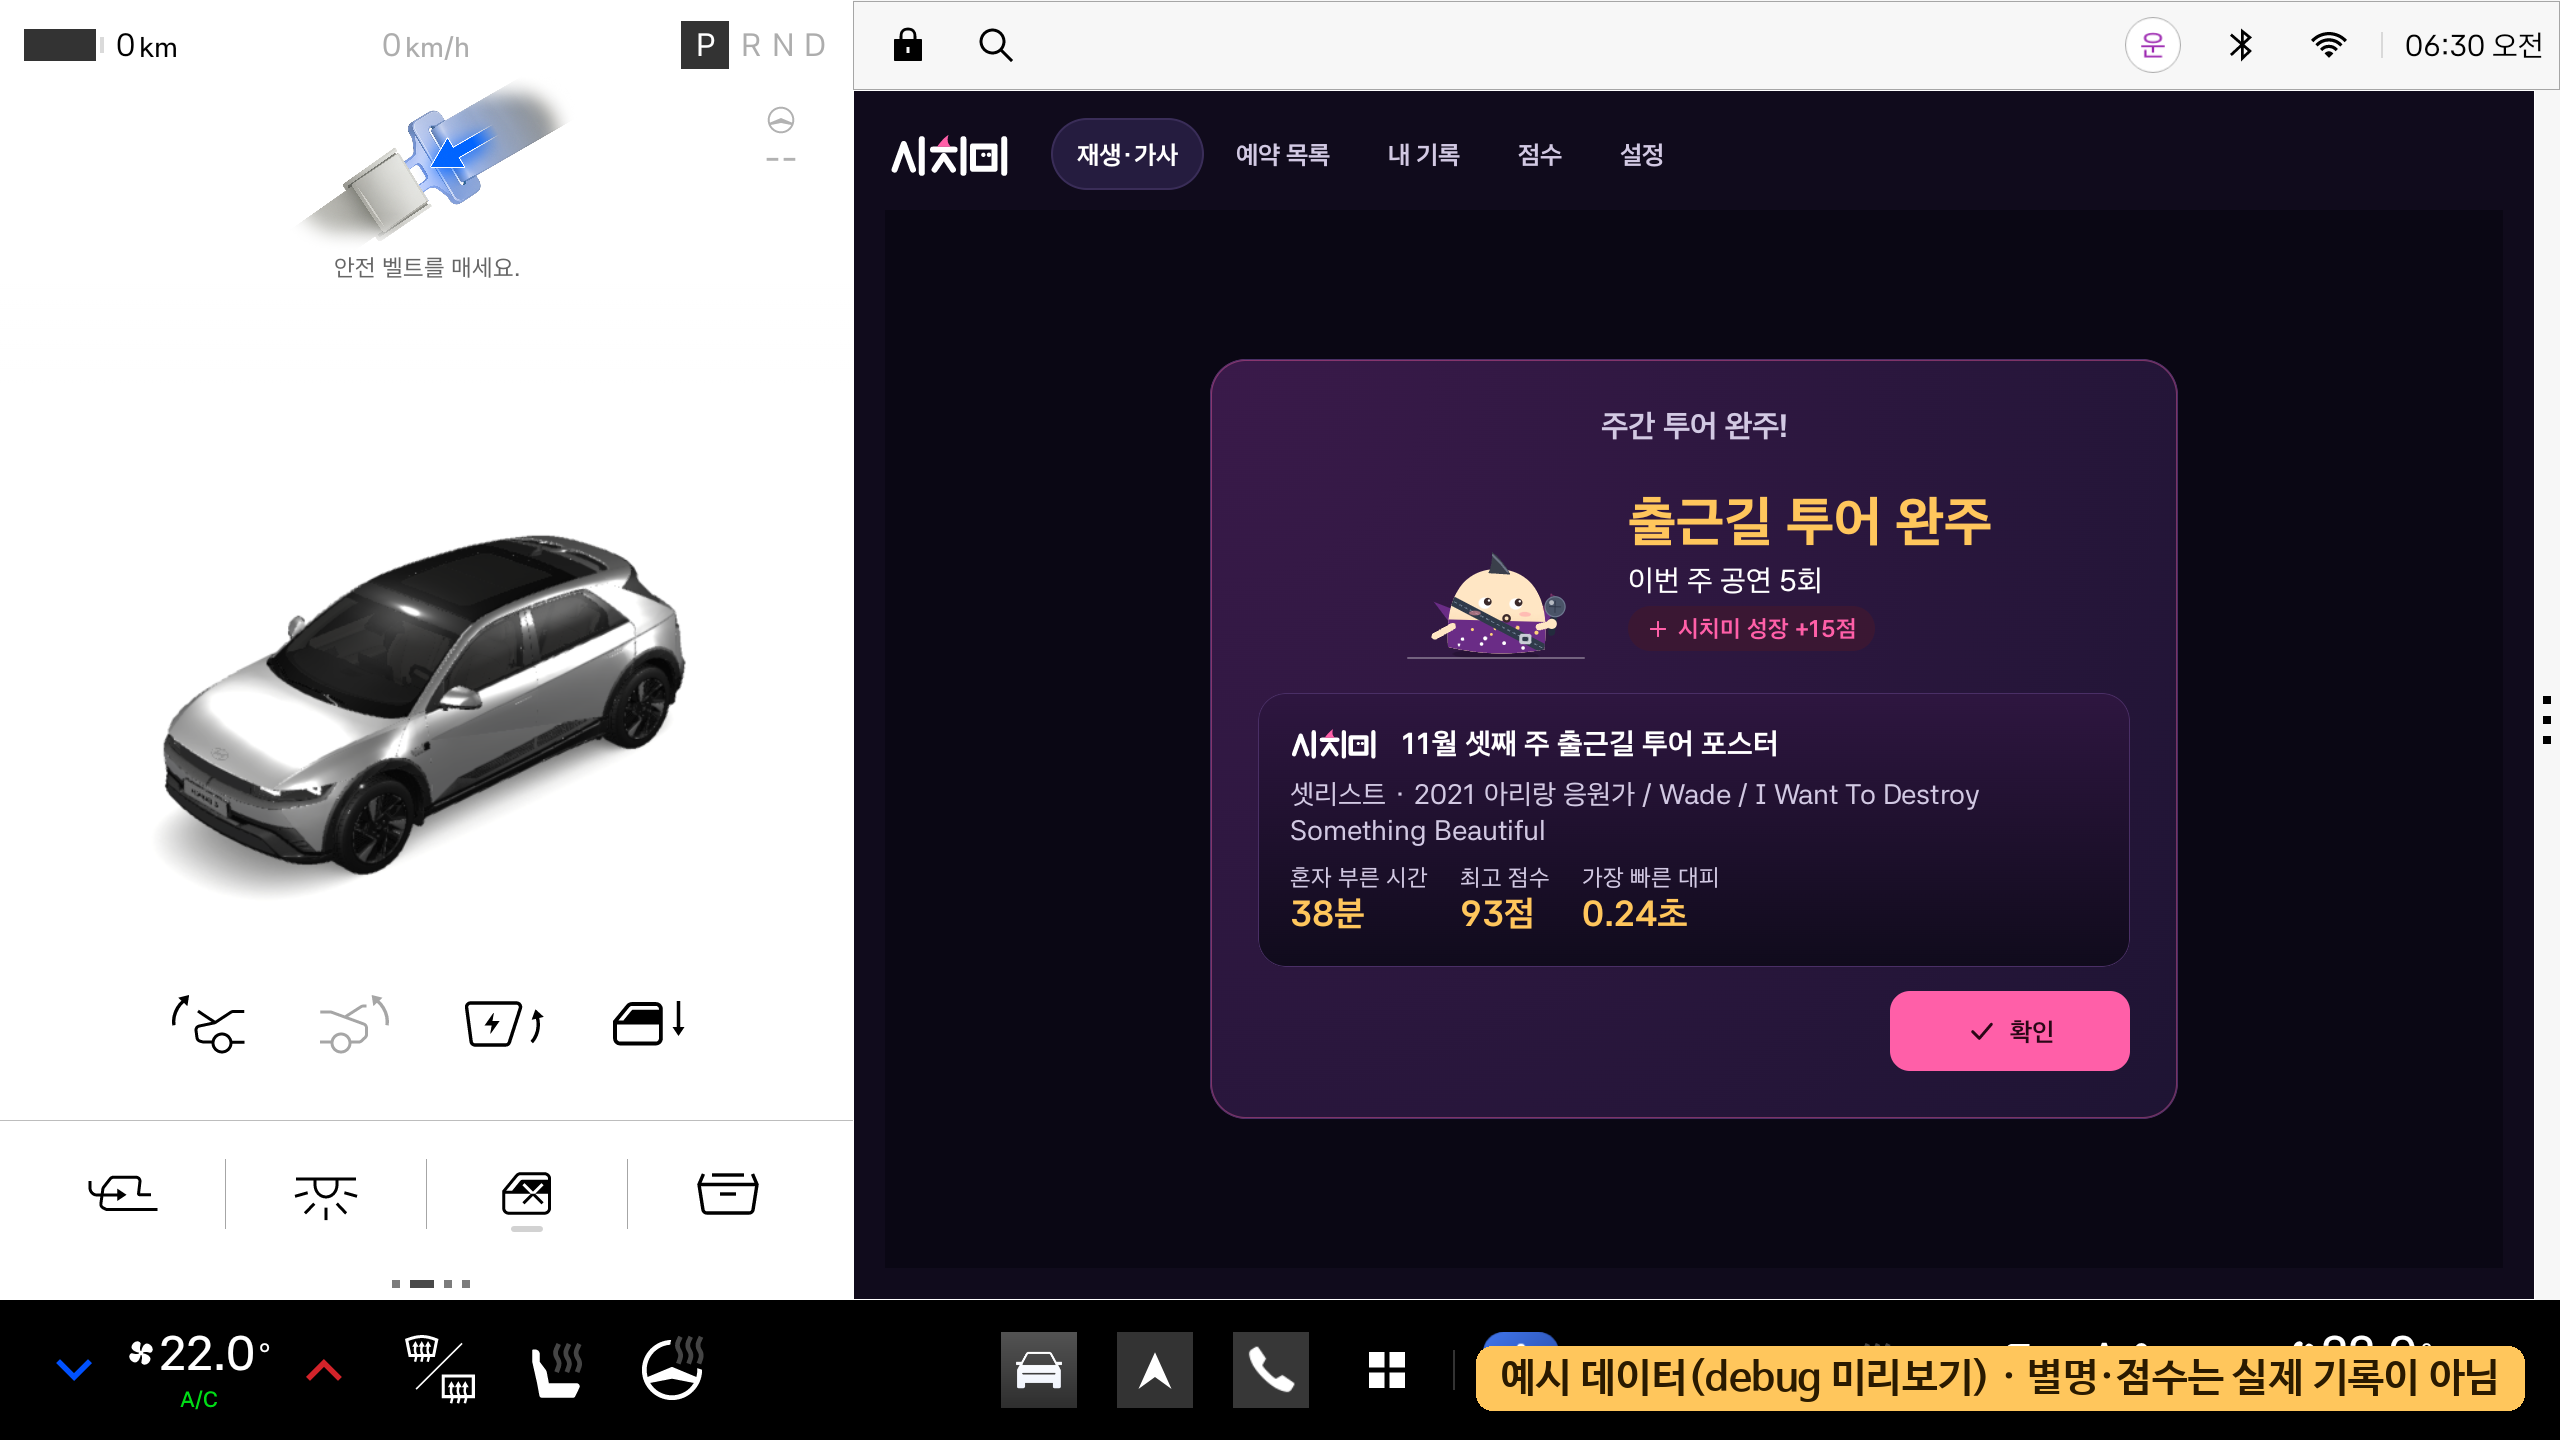 0 km
0 km/h
P R N D
운
06:30 오전
안전 벨트를 매세요.
시치미
재생·가사
예약 목록
내 기록
점수
설정
주간 투어 완주!
출근길 투어 완주
이번 주 공연 5회
+ 시치미 성장 +15점
시치미 11월 셋째 주 출근길 투어 포스터
셋리스트 · 2021 아리랑 응원가 / Wade / I Want To Destroy
Something Beautiful
혼자 부른 시간 최고 점수 가장 빠른 대피
38분 93점 0.24초
확인
22.0°
A/C
예시 데이터(debug 미리보기) · 별명·점수는 실제 기록이 아님